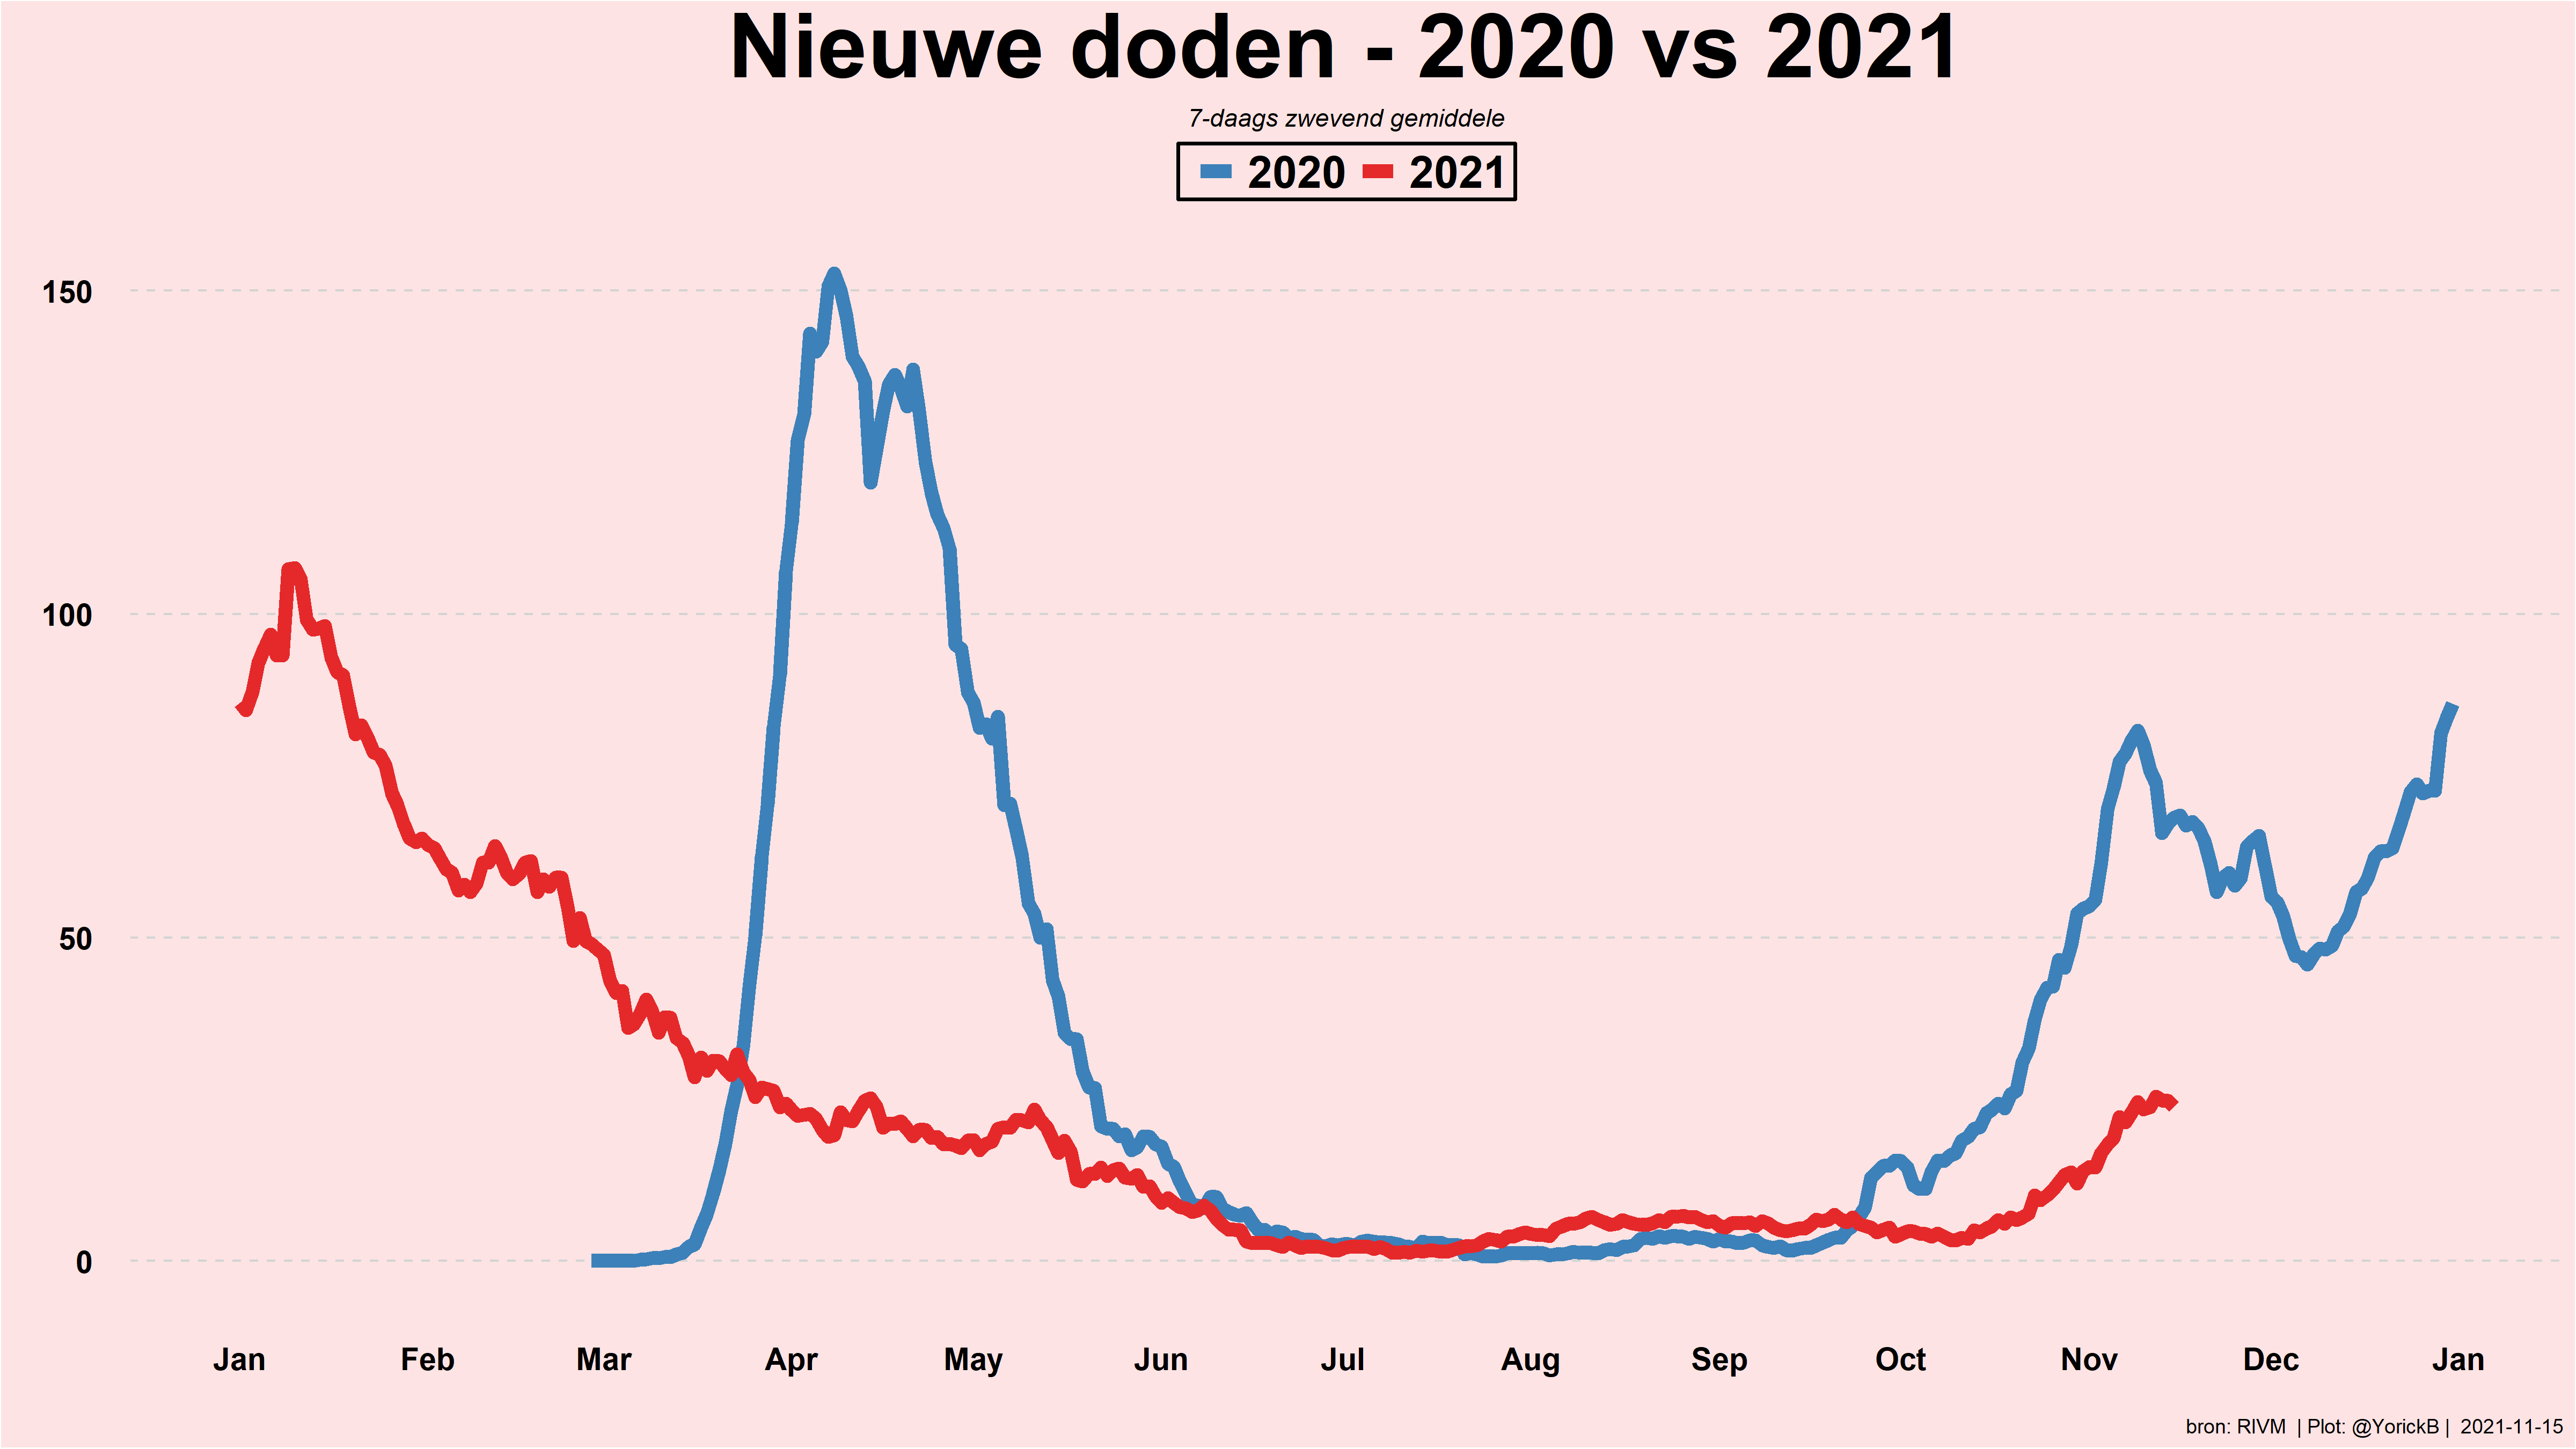 Nieuwe doden - 2020 vs 2021
7-daags zwevend gemiddele
2020 2021
150
100
50
0
Jan Feb Mar Apr May Jun Jul Aug Sep Oct Nov Dec Jan
bron: RIVM | Plot: @YorickB | 2021-11-15